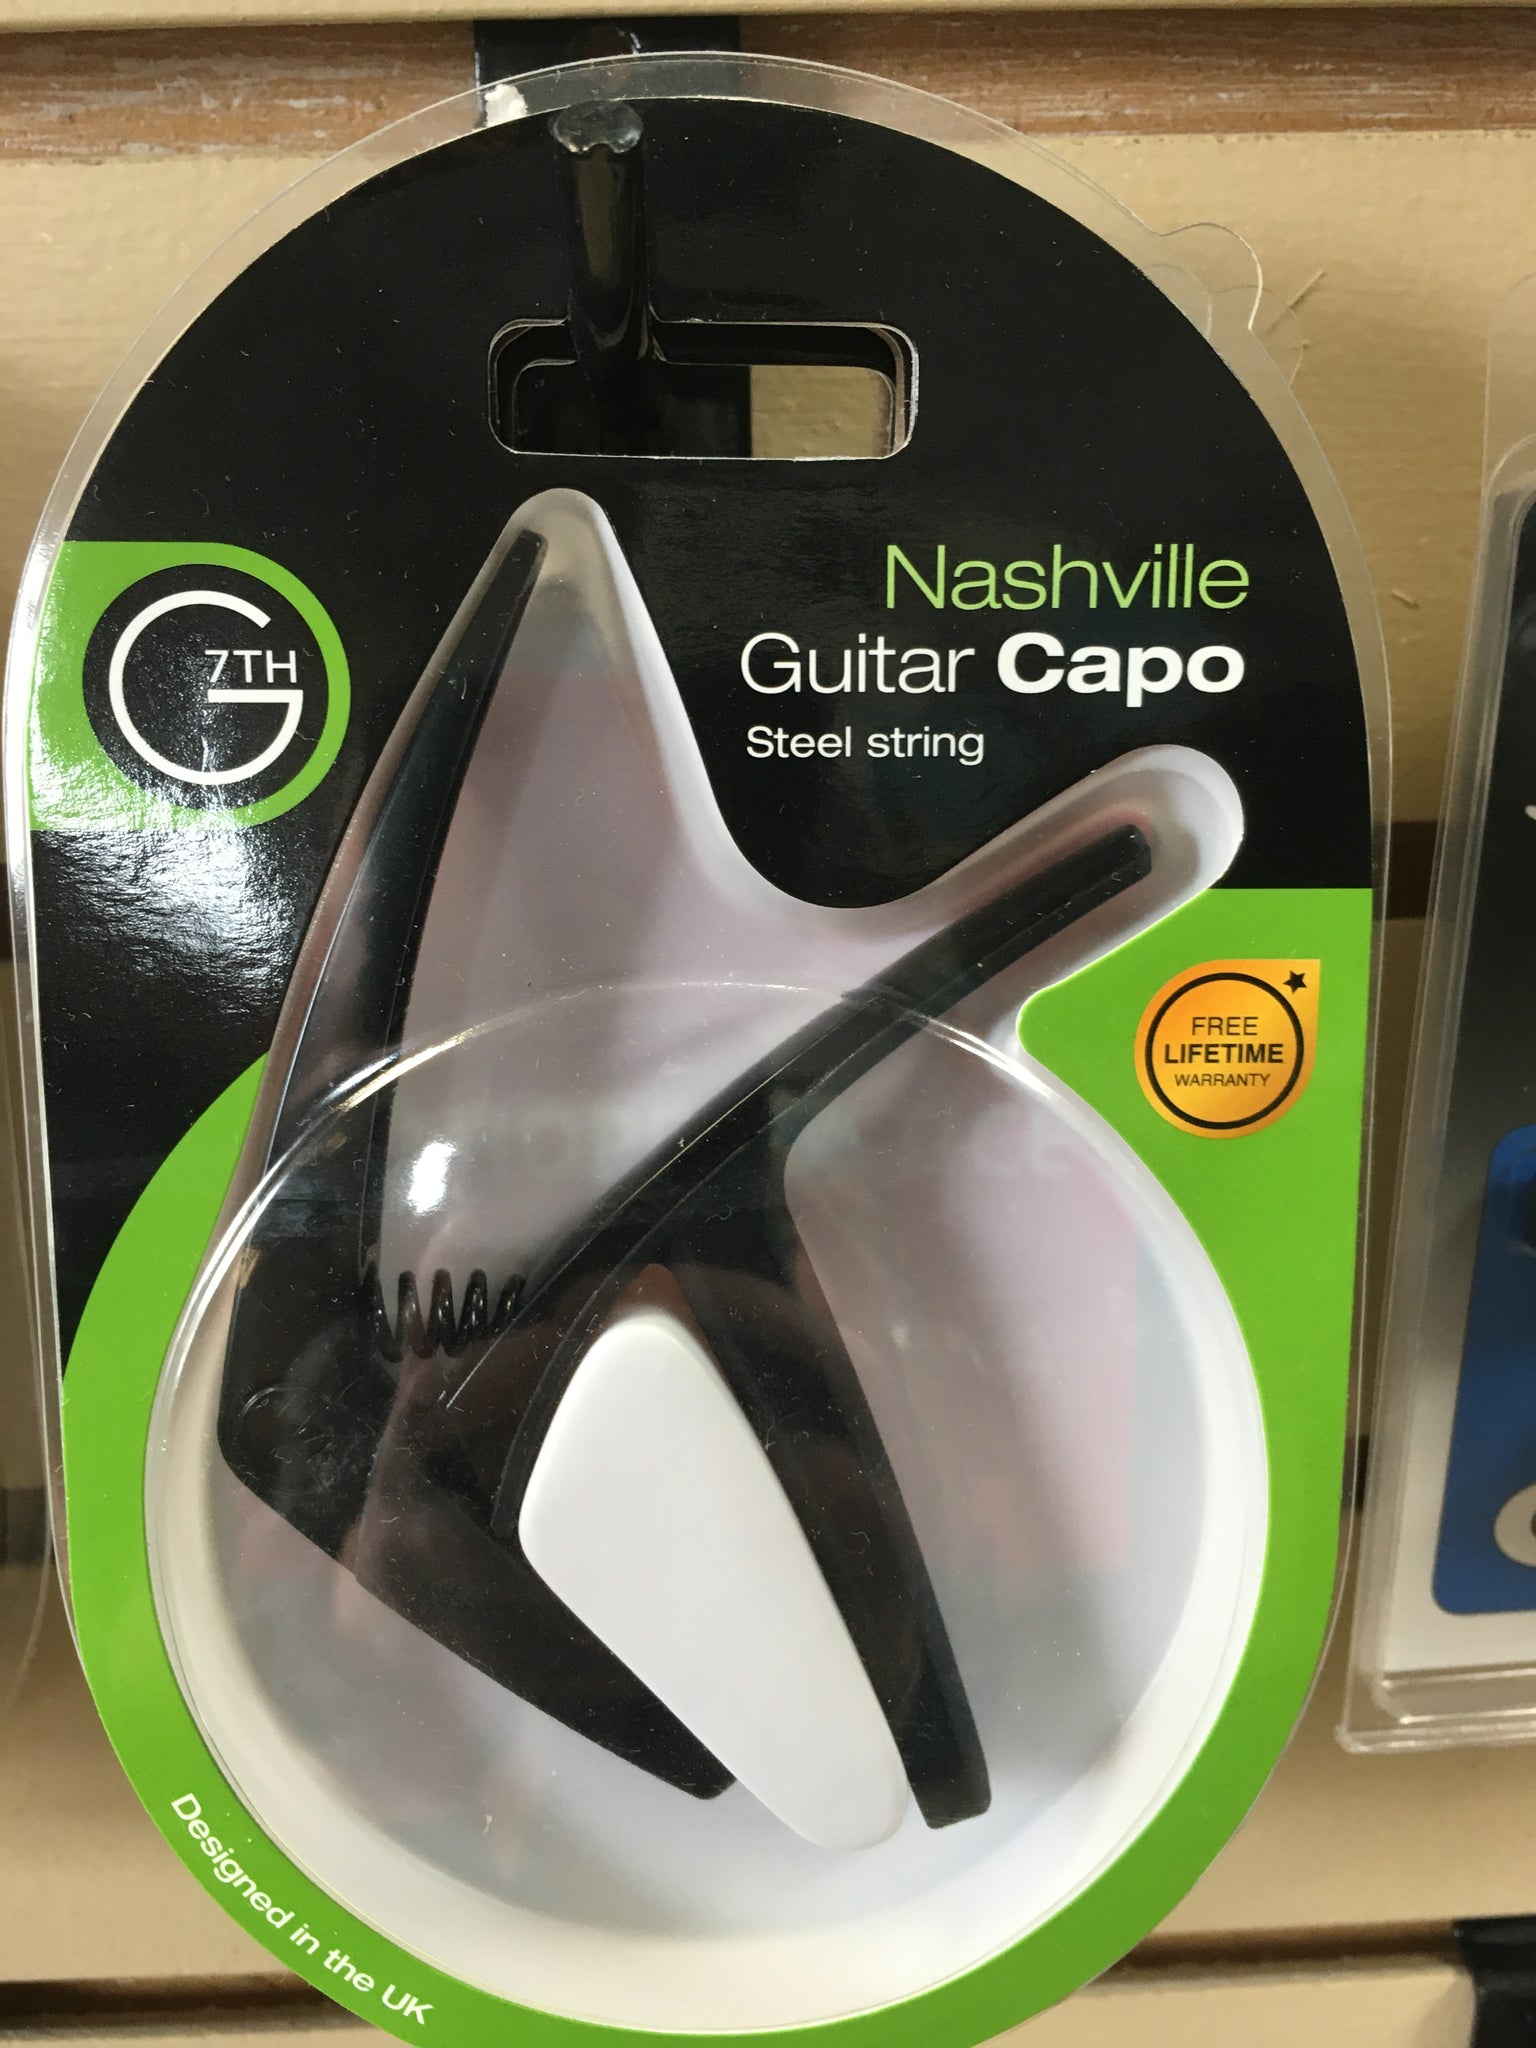 Nashville
Guitar Capo
Steel string
G
7TH
FREE
LIFETIME
WARRANTY
Designed in the UK